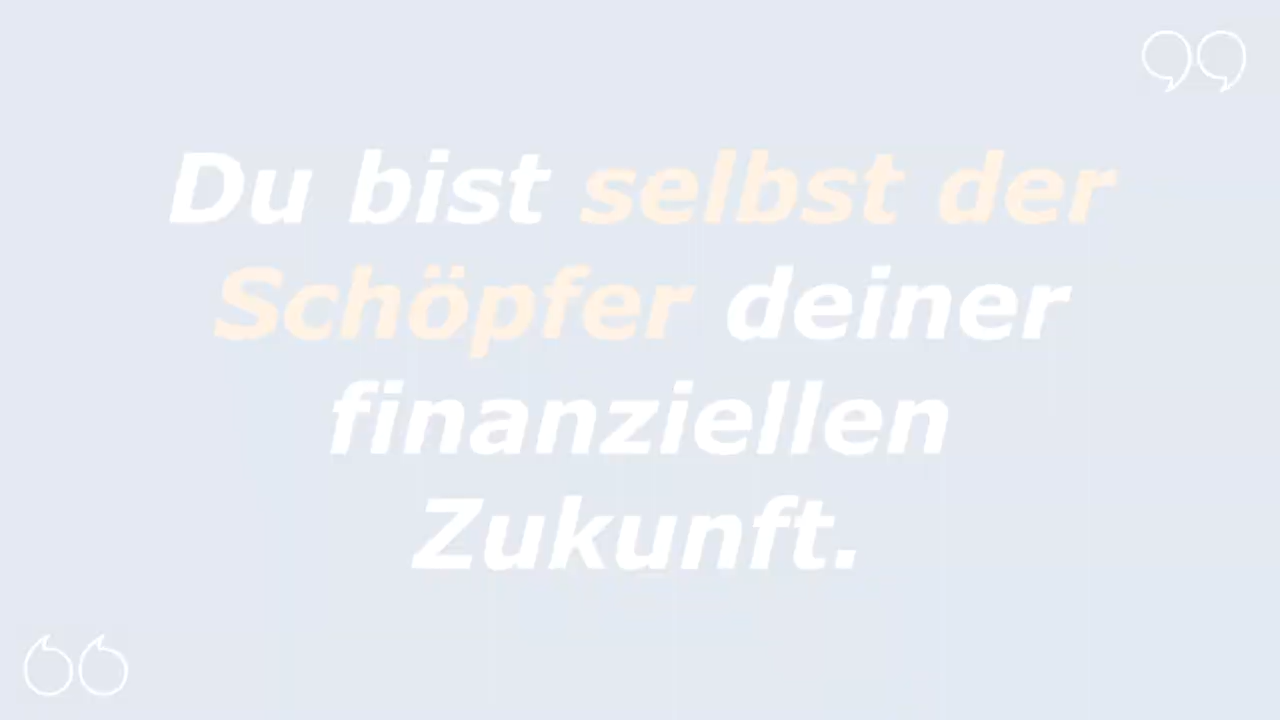 Du bist selbst der
Schöpfer deiner
finanziellen
Zukunft.